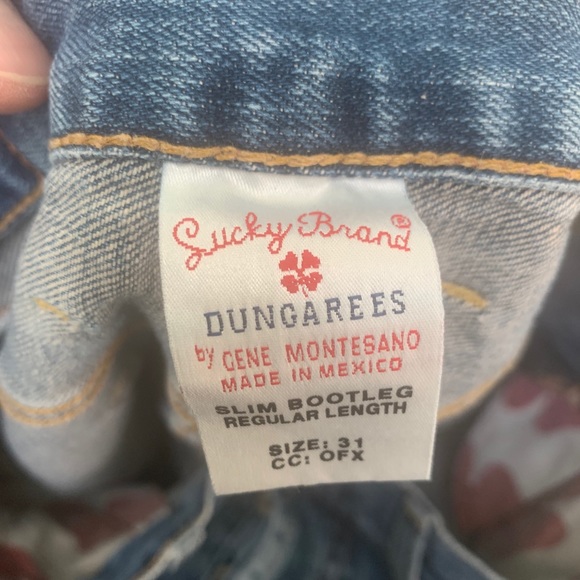 Lucky Brand®
DUNGAREES
by GENE MONTESANO
MADE IN MEXICO
SLIM BOOTLEG
REGULAR LENGTH
SIZE: 31
CC: OFX